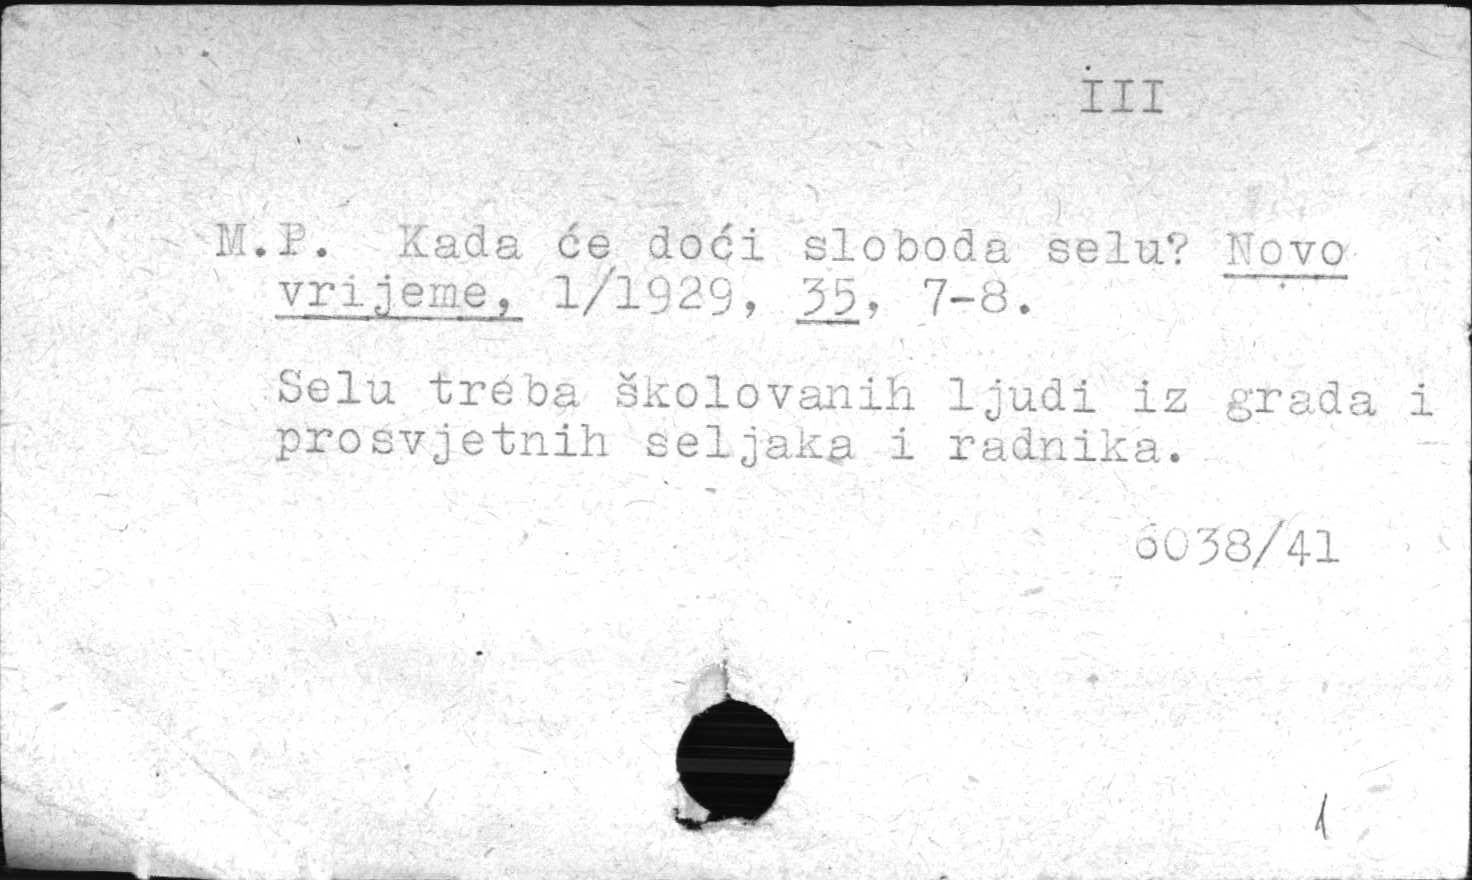 III
M.P. Kada će doći sloboda selu? Novo
vrijeme, 1/1929, 35, 7-8.
Selu treba školovanih ljudi iz grada i
prosvjetnih seljaka i radnika.
6038/41
1